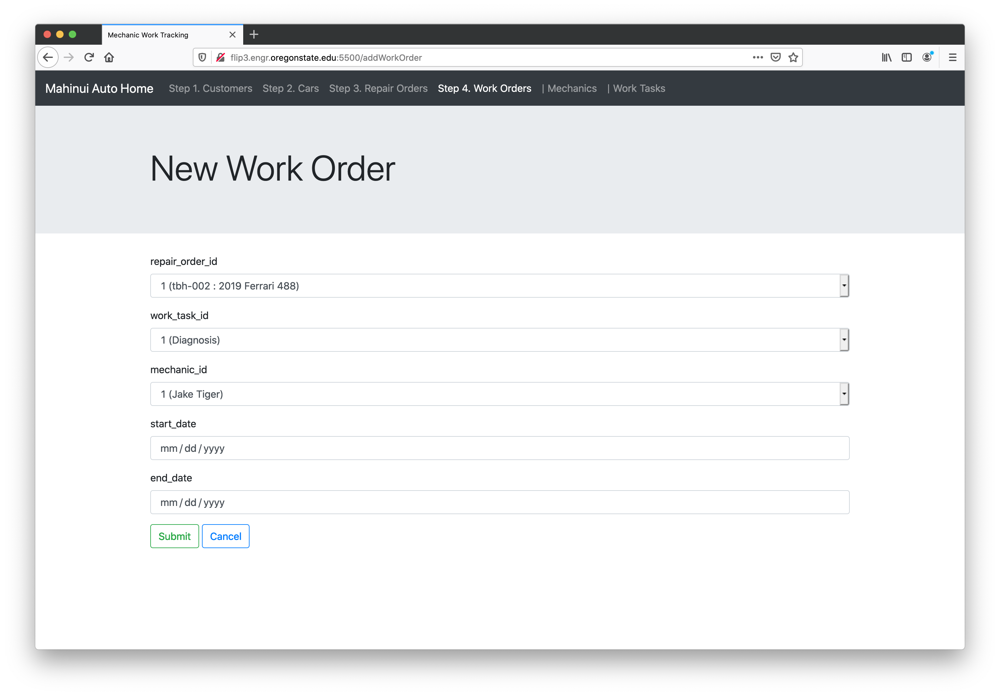 Mechanic Work Tracking
flip3.engr.oregonstate.edu:5500/addWorkOrder
Mahinui Auto Home Step 1. Customers Step 2. Cars Step 3. Repair Orders Step 4. Work Orders | Mechanics | Work Tasks
New Work Order
repair_order_id
1 (tbh-002 : 2019 Ferrari 488)
work_task_id
1 (Diagnosis)
mechanic_id
1 (Jake Tiger)
start_date
mm / dd / yyyy
end_date
mm / dd / yyyy
Submit Cancel